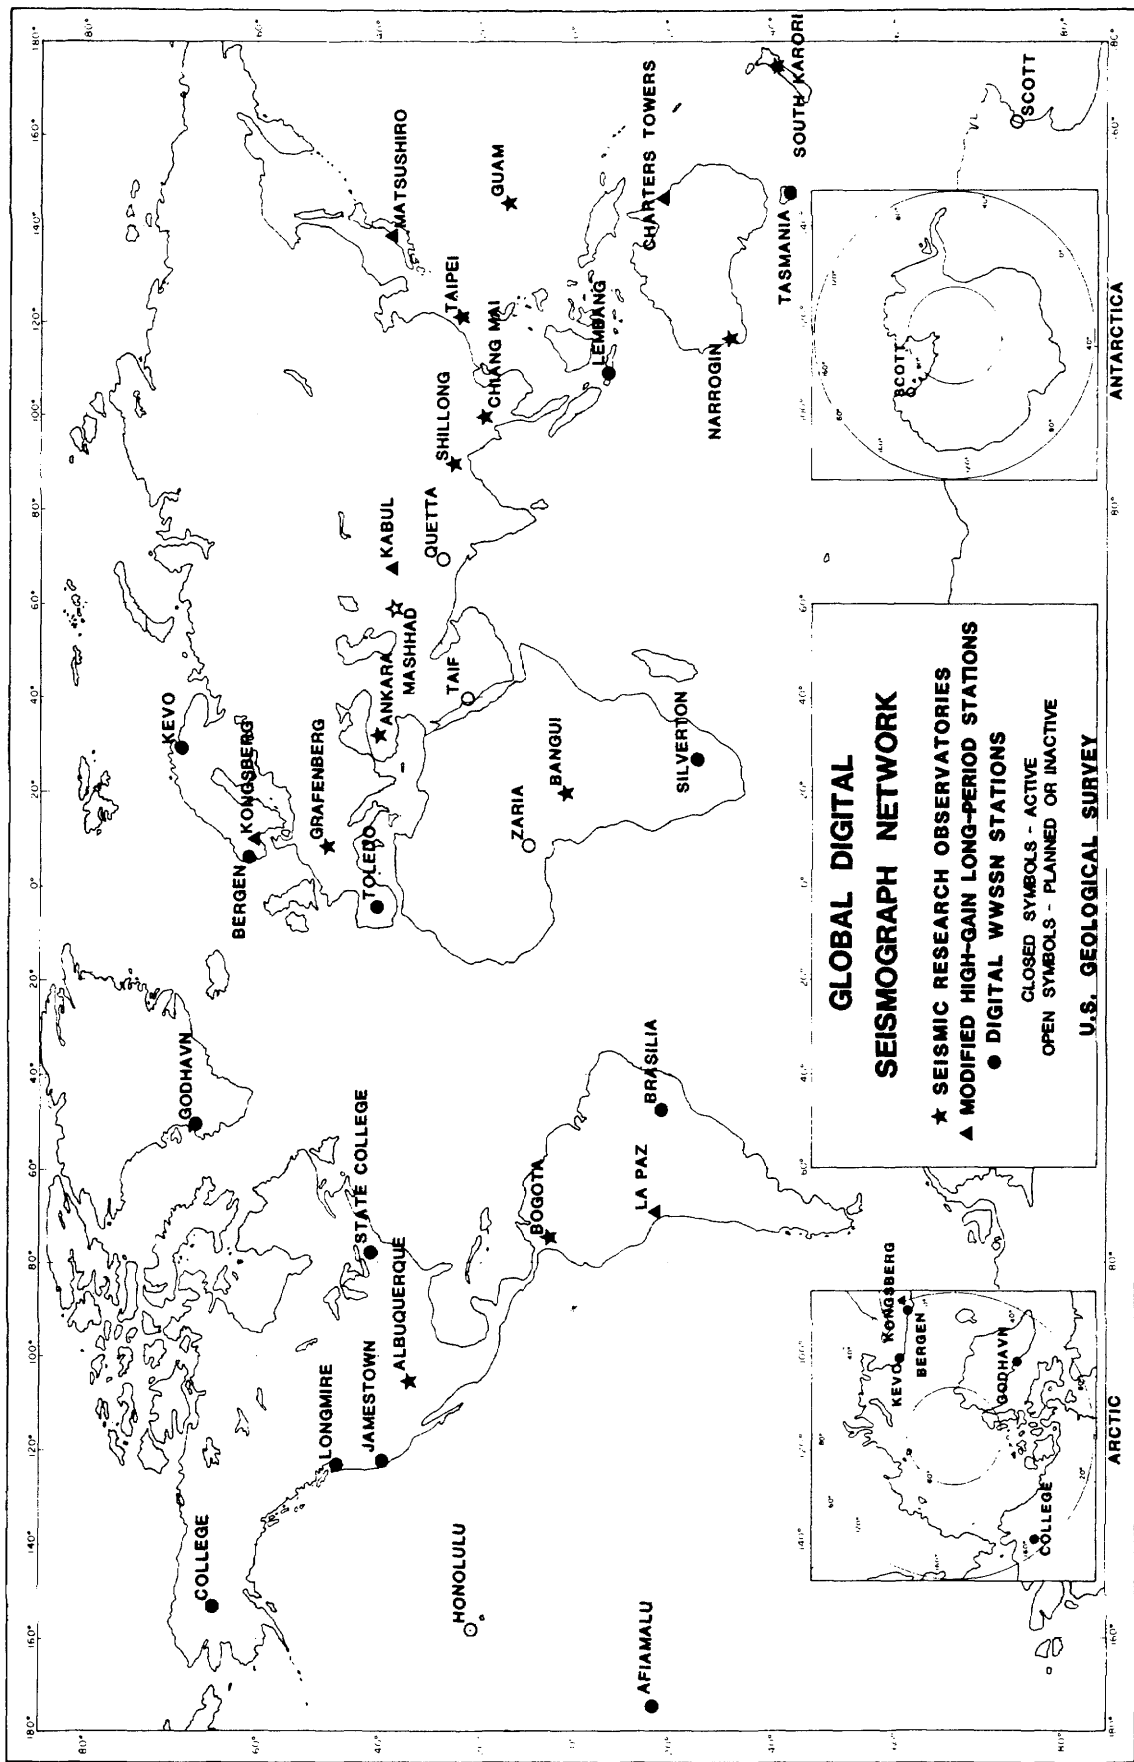 GLOBAL DIGITAL
SEISMOGRAPH NETWORK
★ SEISMIC RESEARCH OBSERVATORIES
▲ MODIFIED HIGH-GAIN LONG-PERIOD STATIONS
● DIGITAL WWSSN STATIONS
CLOSED SYMBOLS - ACTIVE
OPEN SYMBOLS - PLANNED OR INACTIVE
U.S. GEOLOGICAL SURVEY
COLLEGE
HONOLULU
AFIAMALU
LONGMIRE
JAMESTOWN
ALBUQUERQUE
STATE COLLEGE
GODHAVN
BOGOTA
LA PAZ
BRASILIA
KEVO
KONGSBERG
BERGEN
GRAFENBERG
TOLEDO
ANKARA
MASHHAD
TAIF
ZARIA
BANGUI
SILVERTON
KABUL
QUETTA
SHILLONG
CHIANG MAI
TAIPEI
MATSUSHIRO
GUAM
LEMBANG
CHARTERS TOWERS
NARROGIN
TASMANIA
SOUTH KARORI
SCOTT
KONGSBERG
KEVO
BERGEN
GODHAVN
COLLEGE
ARCTIC
SCOTT
ANTARCTICA
180°
160°
140°
120°
100°
80°
60°
40°
20°
0°
20°
40°
60°
80°
100°
120°
140°
160°
180°